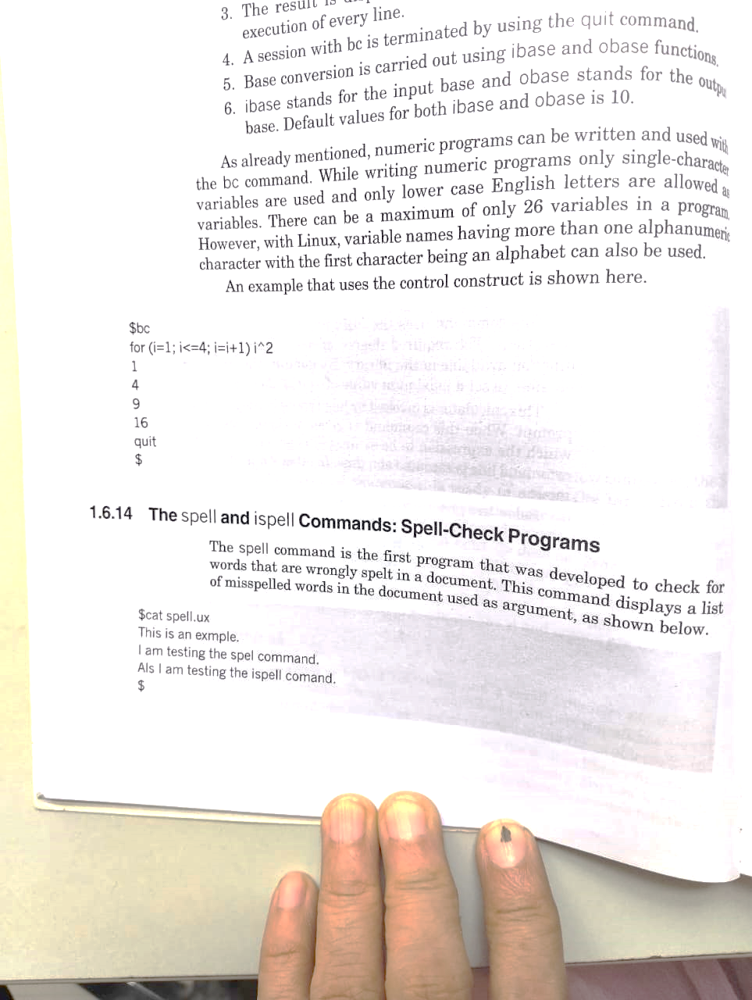 3. The result
execution of every line.
4. A session with bc is terminated by using the quit command.
5. Base conversion is carried out using ibase and obase functions.
6. ibase stands for the input base and obase stands for the outpu
base. Default values for both ibase and obase is 10.
As already mentioned, numeric programs can be written and used with
the bc command. While writing numeric programs only single-character
variables are used and only lower case English letters are allowed as
variables. There can be a maximum of only 26 variables in a program.
However, with Linux, variable names having more than one alphanumeric
character with the first character being an alphabet can also be used.
An example that uses the control construct is shown here.
$bc
for (i=1; i<=4; i=i+1) i^2
1
4
9
16
quit
$
1.6.14 The spell and ispell Commands: Spell-Check Programs
The spell command is the first program that was developed to check for
words that are wrongly spelt in a document. This command displays a list
of misspelled words in the document used as argument, as shown below.
$cat spell.ux
This is an exmple.
I am testing the spel command.
Als I am testing the ispell comand.
$